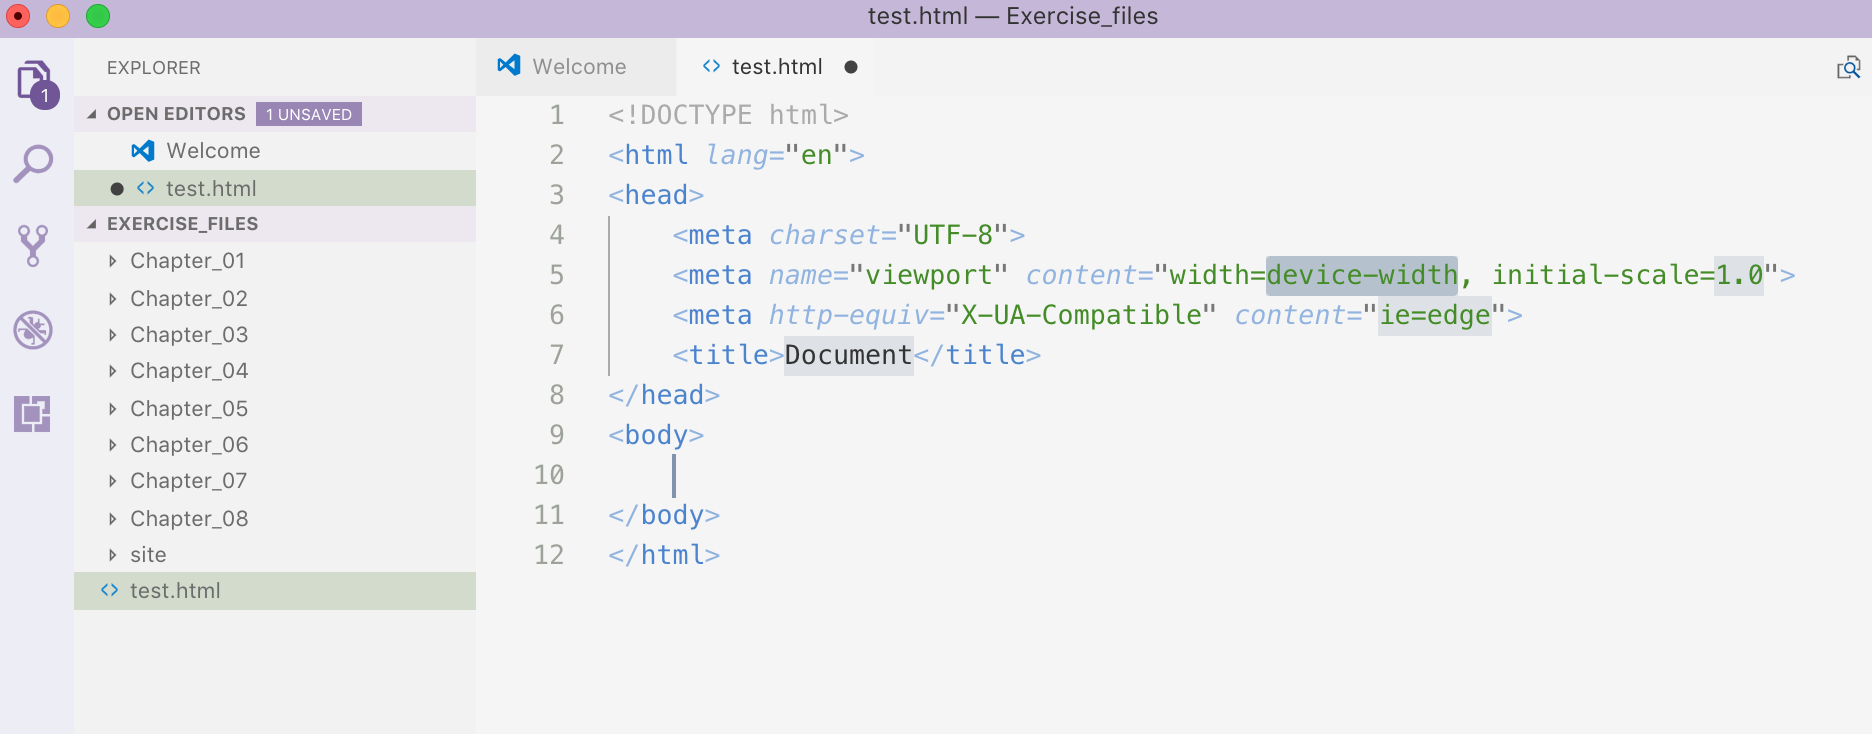 test.html — Exercise_files
EXPLORER
OPEN EDITORS 1 UNSAVED
Welcome
test.html
EXERCISE_FILES
Chapter_01
Chapter_02
Chapter_03
Chapter_04
Chapter_05
Chapter_06
Chapter_07
Chapter_08
site
<> test.html
1
Welcome <> test.html
1 <!DOCTYPE html>
2 <html lang="en">
3 <head>
4 <meta charset="UTF-8">
5 <meta name="viewport" content="width=device-width, initial-scale=1.0">
6 <meta http-equiv="X-UA-Compatible" content="ie=edge">
7 <title>Document</title>
8 </head>
9 <body>
10
11 </body>
12 </html>